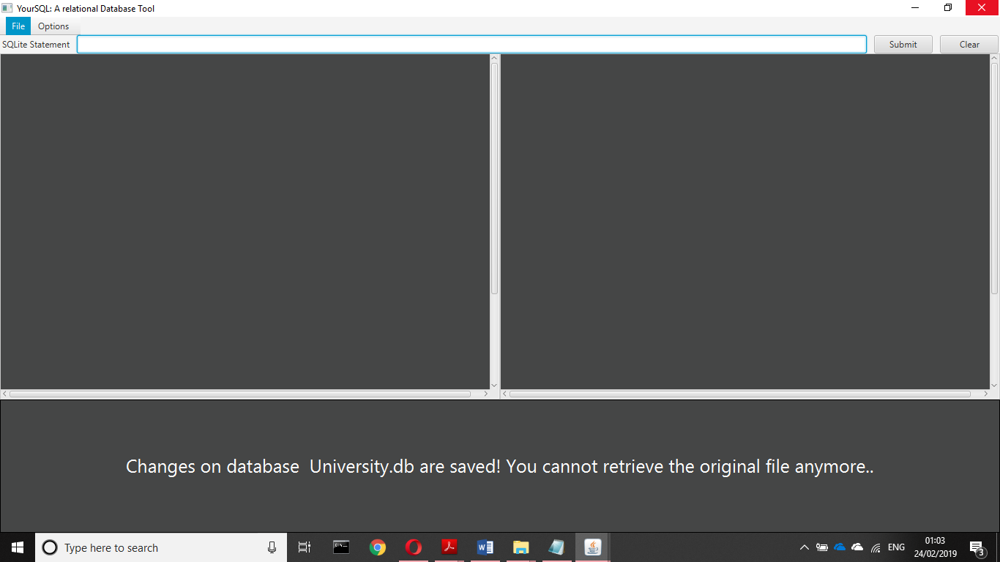 YourSQL: A relational Database Tool
File Options
SQLite Statement Submit Clear
Changes on database  University.db are saved! You cannot retrieve the original file anymore..
Type here to search
ENG
01:03
24/02/2019
3